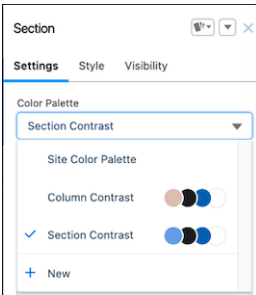 Section
Settings Style Visibility
Color Palette
Section Contrast
Site Color Palette
Column Contrast
Section Contrast
New